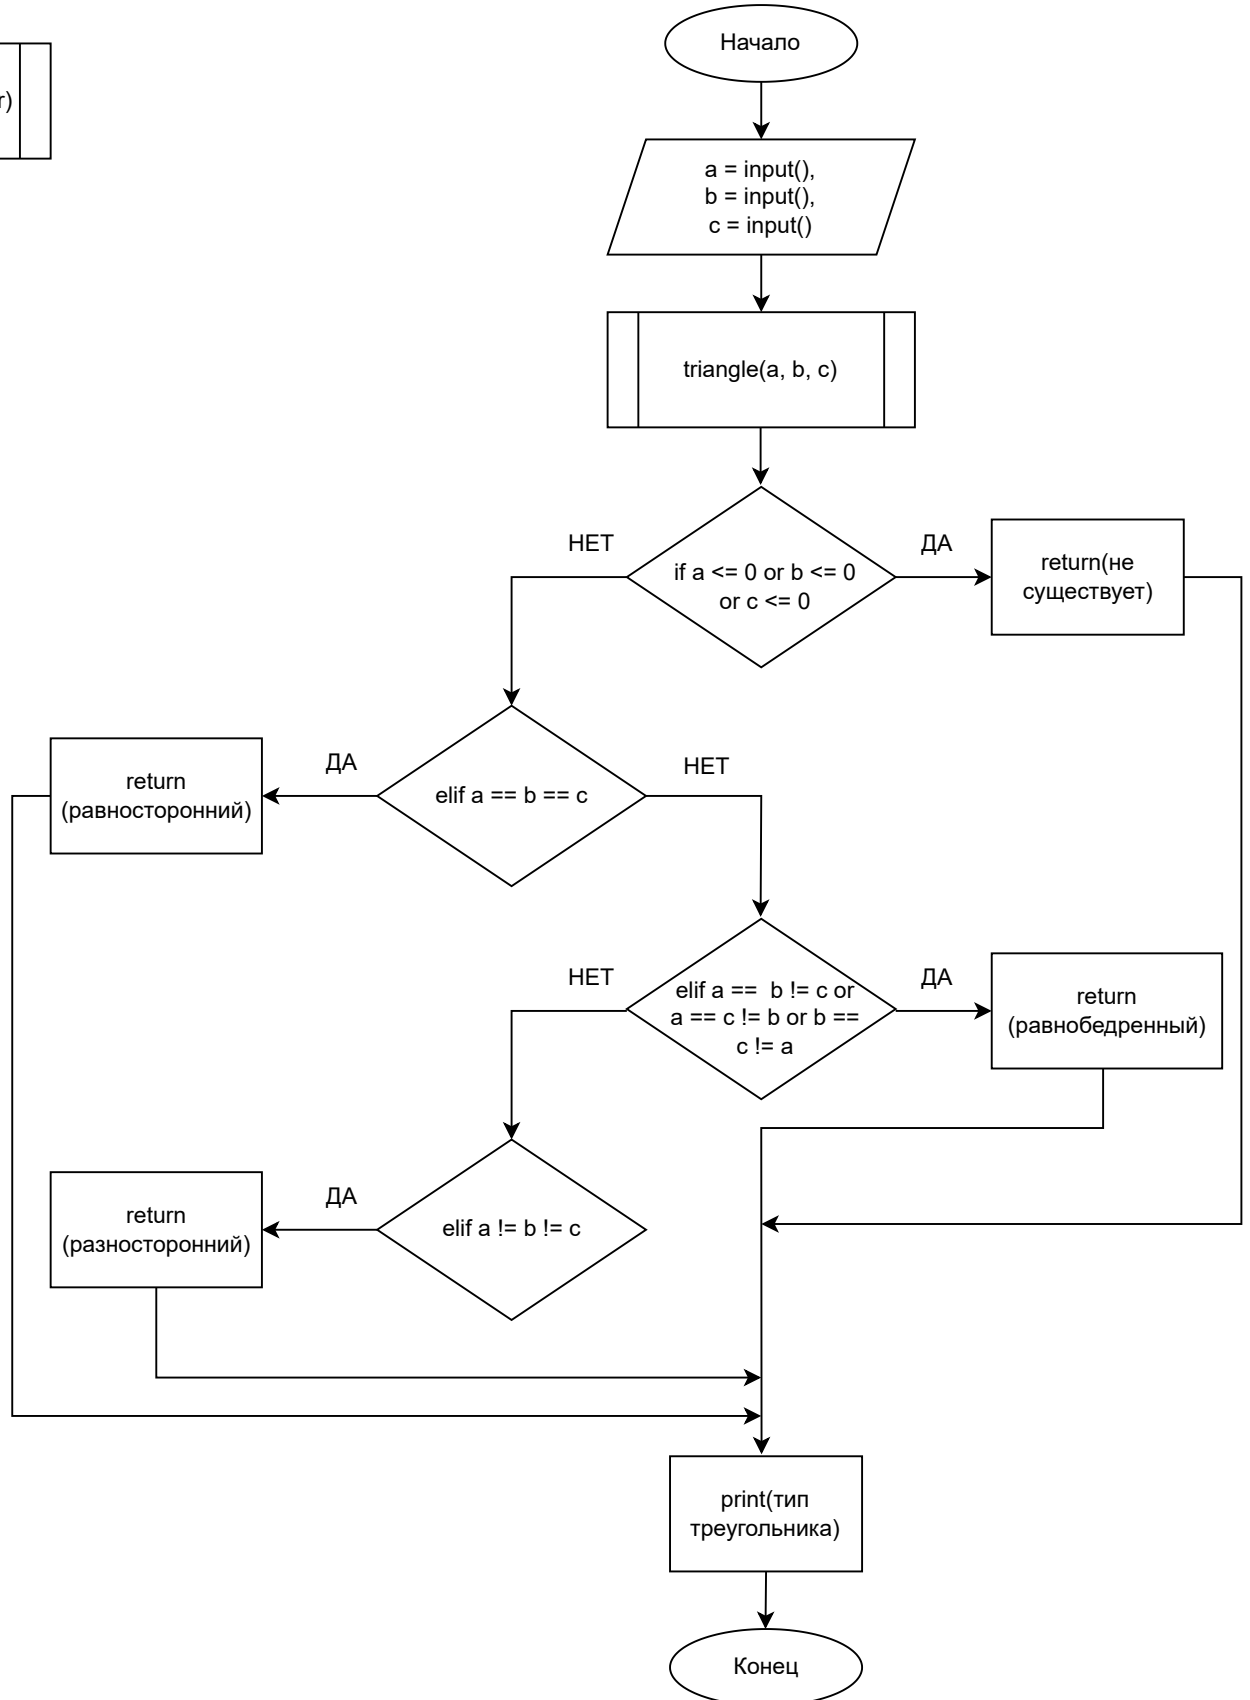 Начало
r)
a = input(),
b = input(),
c = input()
triangle(a, b, c)
НЕТ
ДА
if a <= 0 or b <= 0
or c <= 0
return(не
существует)
ДА
НЕТ
return
(равносторонний)
elif a == b == c
НЕТ
ДА
elif a == b != c or
a == c != b or b ==
c != a
return
(равнобедренный)
ДА
return
(разносторонний)
elif a != b != c
print(тип
треугольника)
Конец